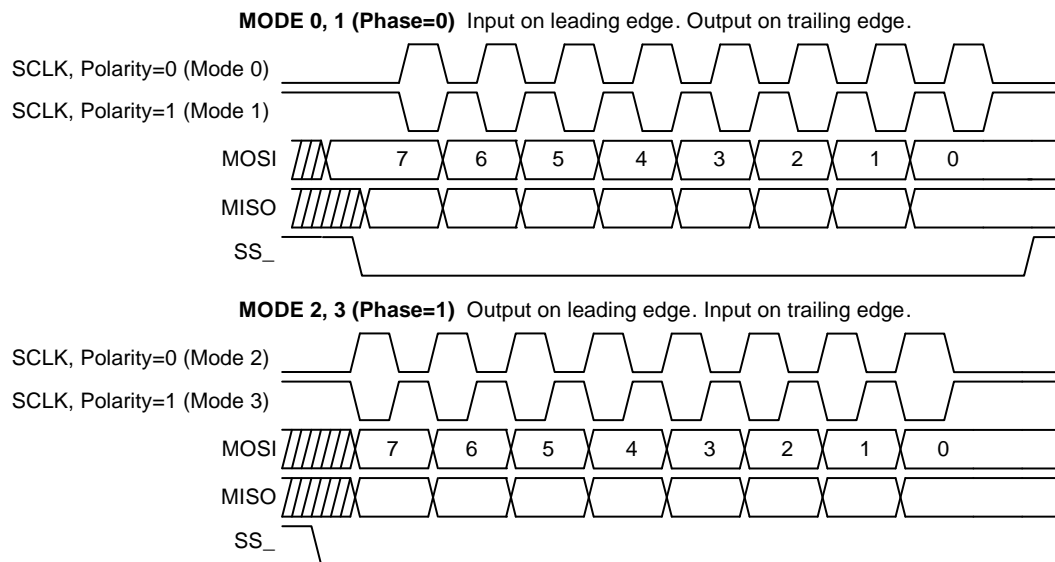 MODE 0, 1 (Phase=0) Input on leading edge. Output on trailing edge.
SCLK, Polarity=0 (Mode 0)
SCLK, Polarity=1 (Mode 1)
MOSI 7 6 5 4 3 2 1 0
MISO
SS_
MODE 2, 3 (Phase=1) Output on leading edge. Input on trailing edge.
SCLK, Polarity=0 (Mode 2)
SCLK, Polarity=1 (Mode 3)
MOSI 7 6 5 4 3 2 1 0
MISO
SS_